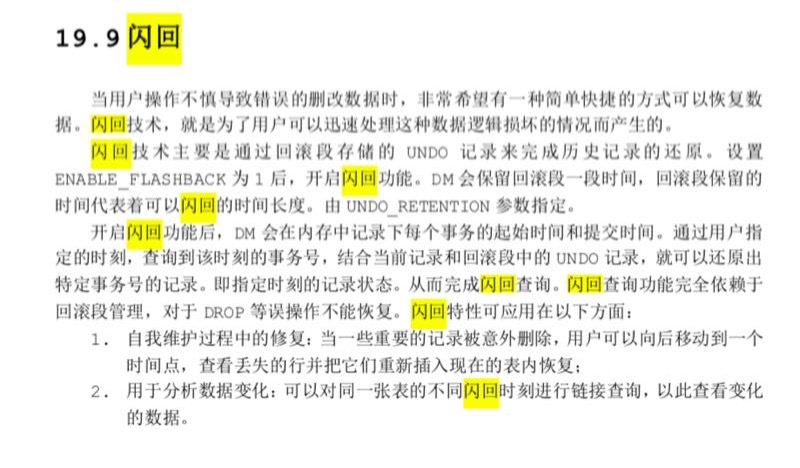 19.9 闪回
当用户操作不慎导致错误的删改数据时，非常希望有一种简单快捷的方式可以恢复数
据。闪回技术，就是为了用户可以迅速处理这种数据逻辑损坏的情况而产生的。
闪回技术主要是通过回滚段存储的 UNDO 记录来完成历史记录的还原。设置
ENABLE_FLASHBACK 为 1 后，开启闪回功能。DM 会保留回滚段一段时间，回滚段保留的
时间代表着可以闪回的时间长度。由 UNDO_RETENTION 参数指定。
开启闪回功能后，DM 会在内存中记录下每个事务的起始时间和提交时间。通过用户指
定的时刻，查询到该时刻的事务号，结合当前记录和回滚段中的 UNDO 记录，就可以还原出
特定事务号的记录。即指定时刻的记录状态。从而完成闪回查询。闪回查询功能完全依赖于
回滚段管理，对于 DROP 等误操作不能恢复。闪回特性可应用在以下方面：
1. 自我维护过程中的修复：当一些重要的记录被意外删除，用户可以向后移动到一个
时间点，查看丢失的行并把它们重新插入现在的表内恢复；
2. 用于分析数据变化：可以对同一张表的不同闪回时刻进行链接查询，以此查看变化
的数据。